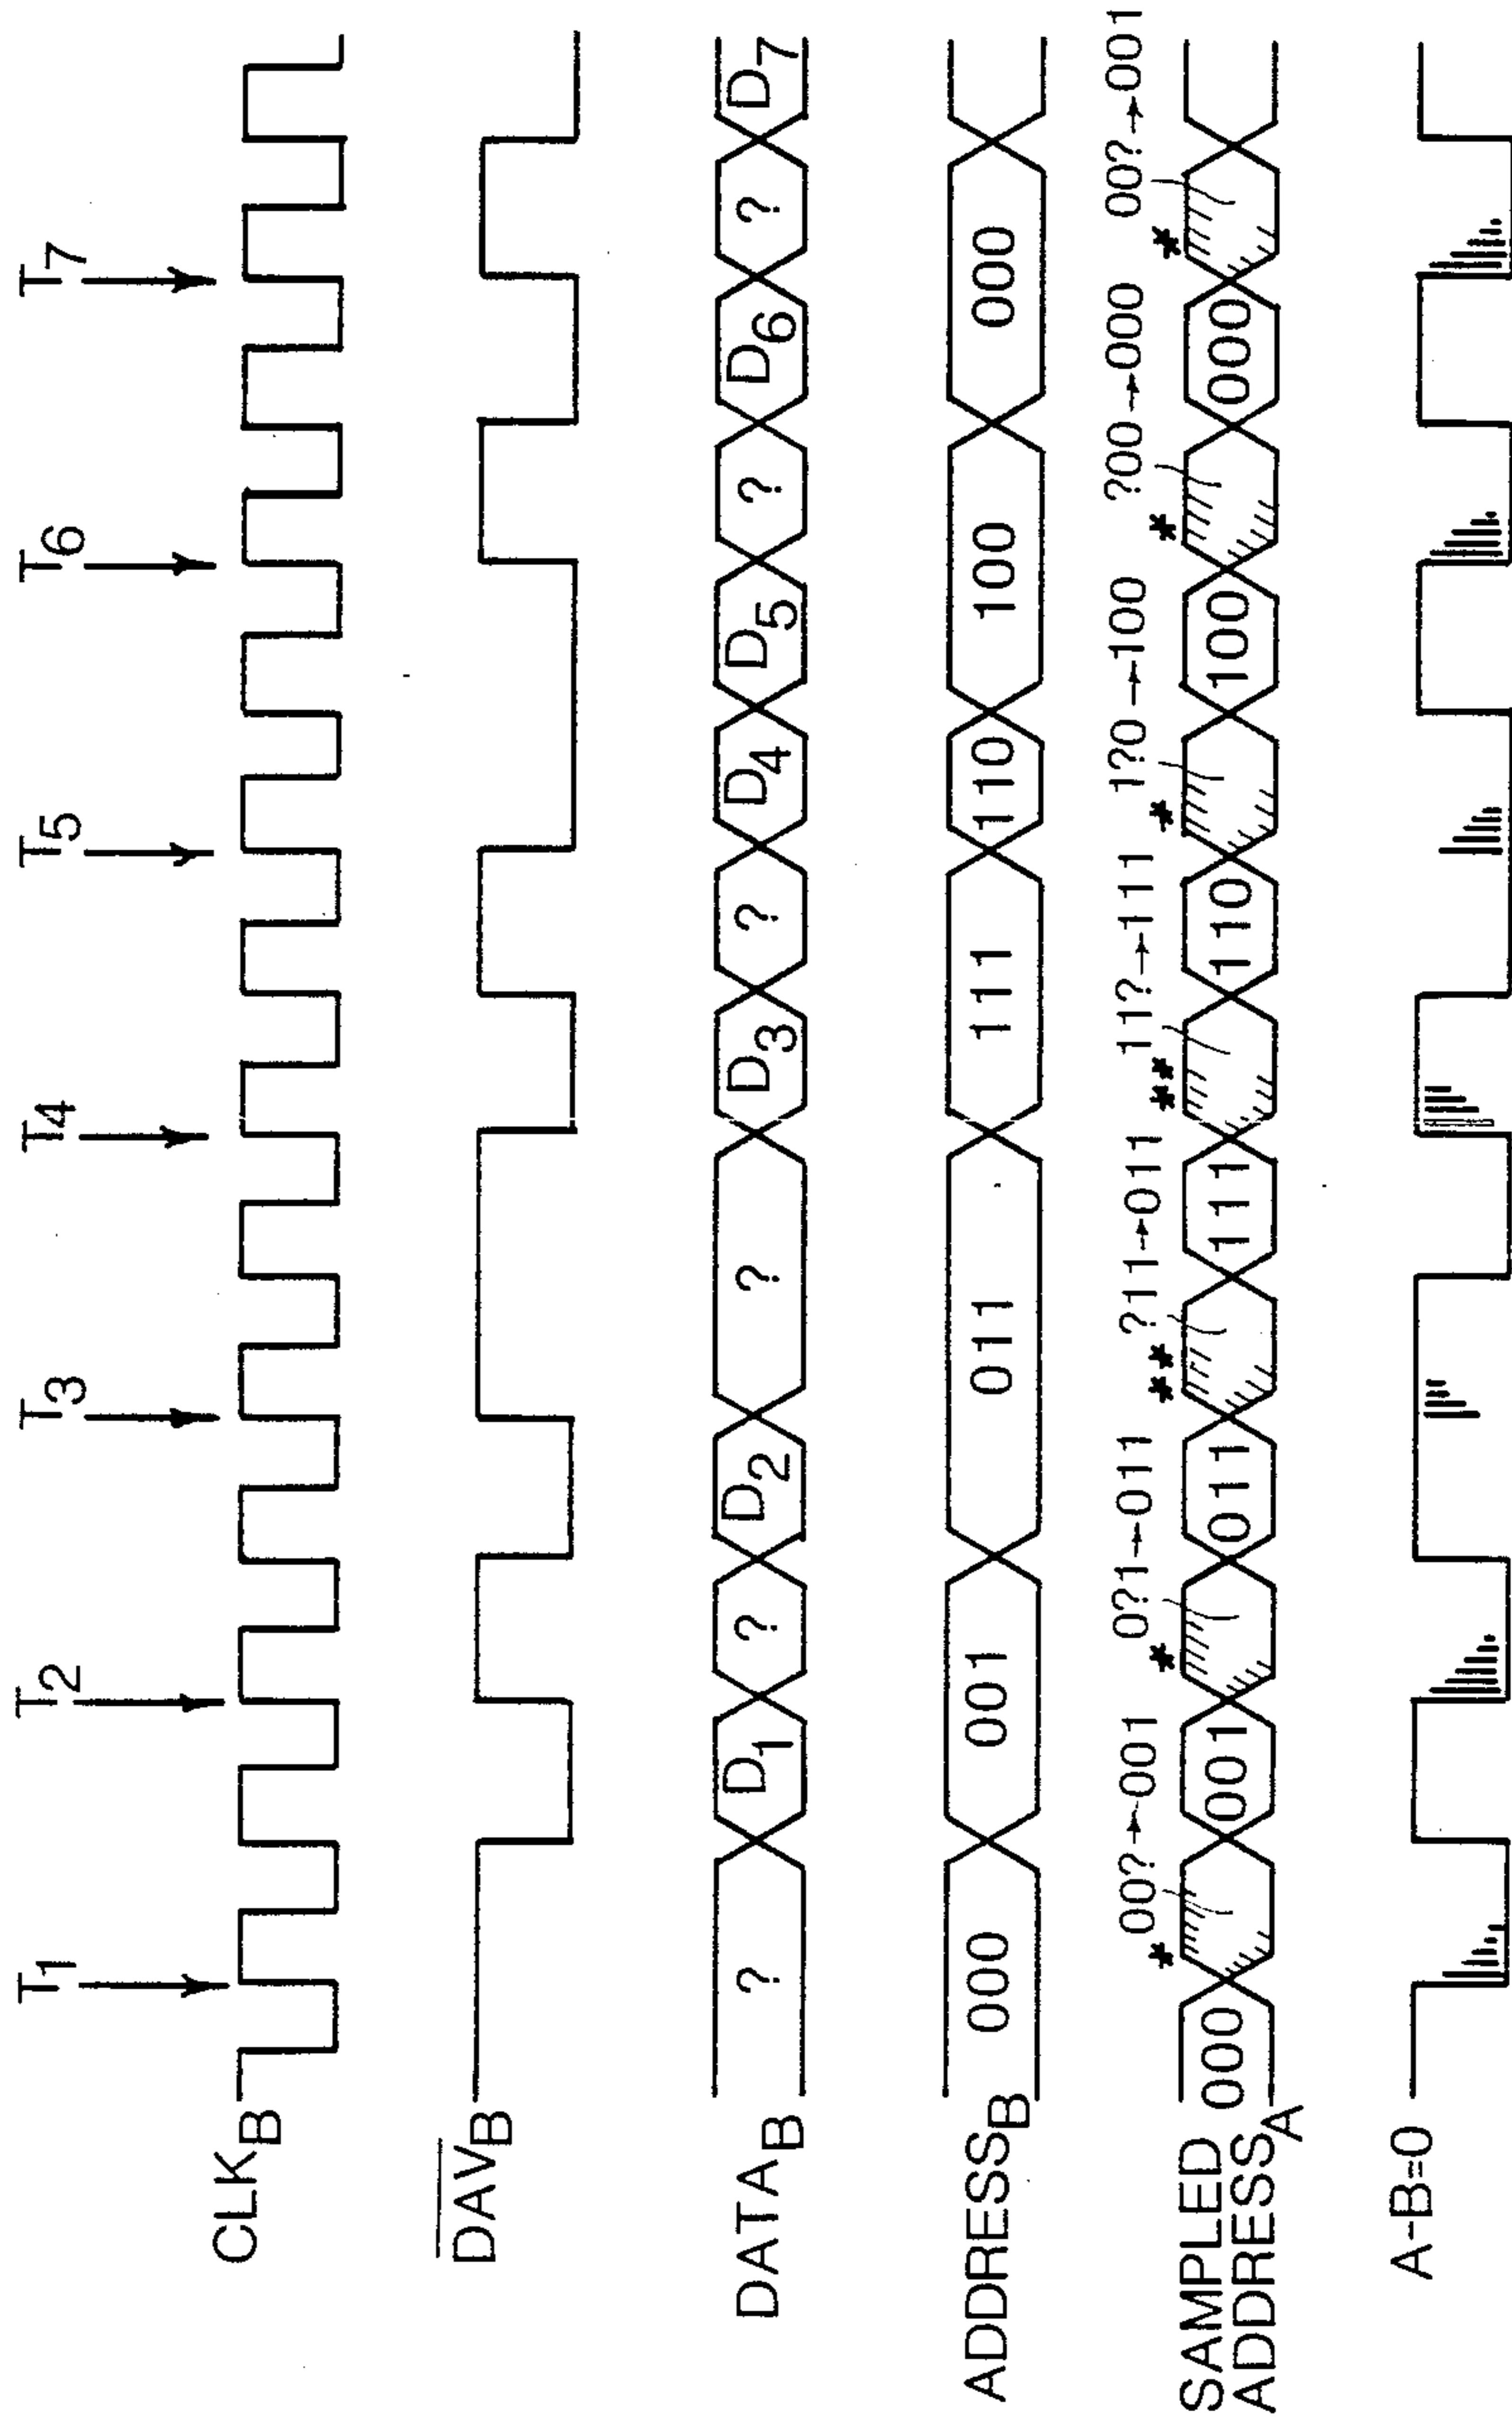 T1 T2 T3 T4 T5 T6 T7
CLKB
DAVB
DATAB ? D1 ? D2 ? D3 ? D4 D5 ? D6 ? D7
ADDRESSB 000 001 011 111 110 100 000
* 00?→001 * 0?1→011 ** ?11→011 ** 11?→111 * 1?0→100 * ?00→000 * 00?→001
SAMPLED
ADDRESSA 000 001 011 111 110 100 000
A-B=0